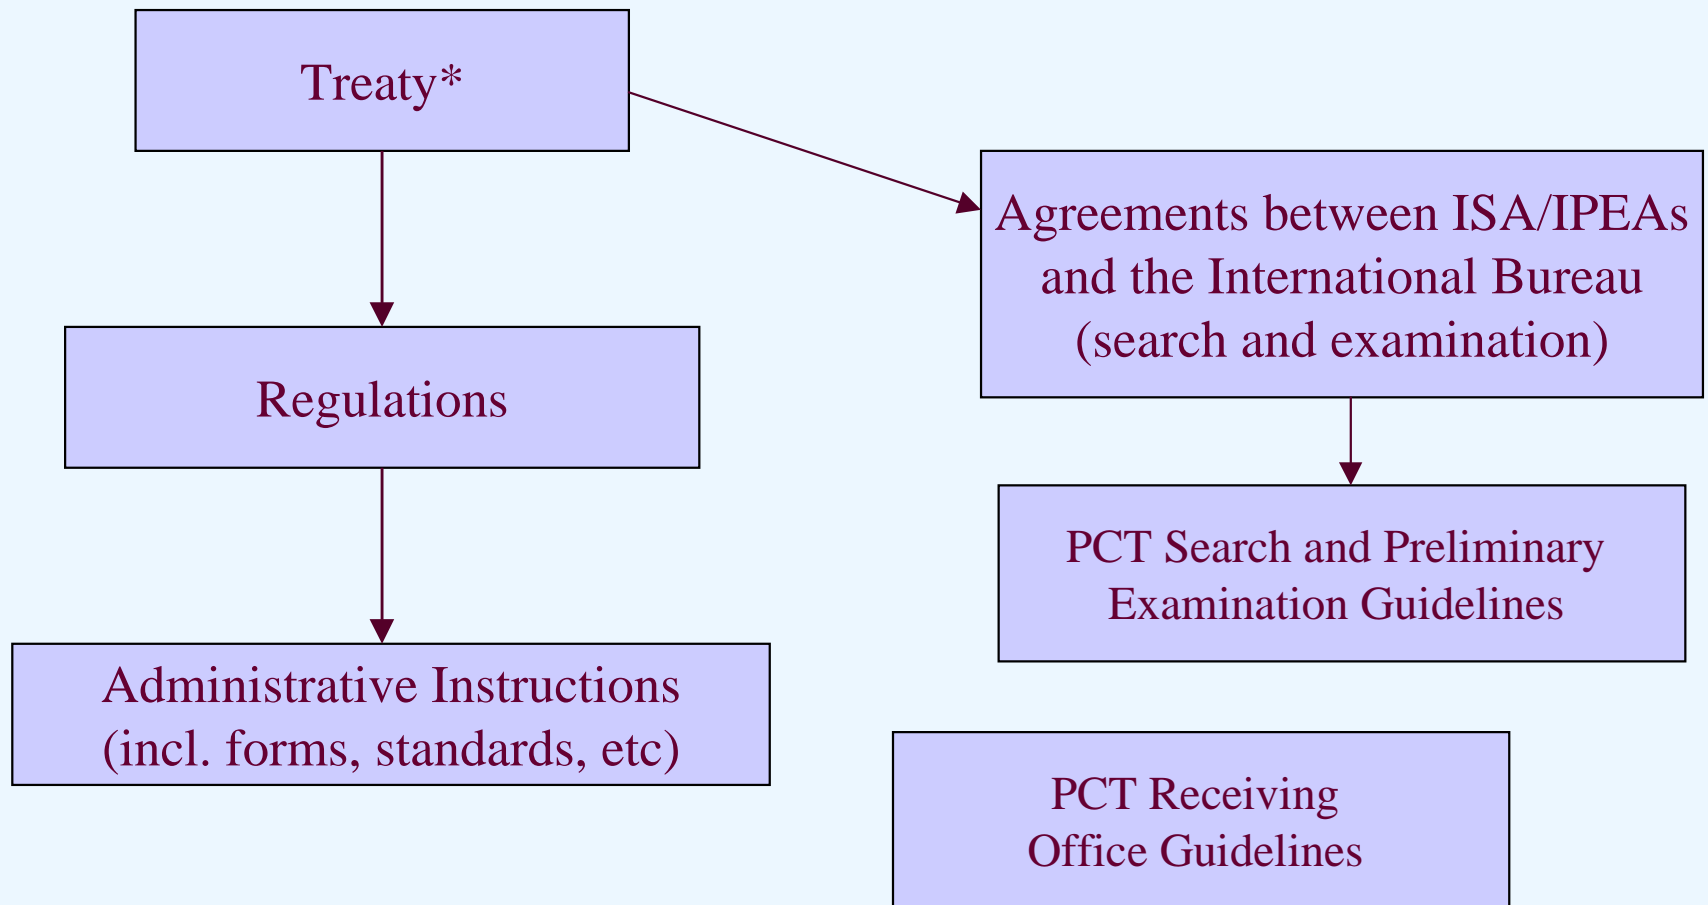 Treaty*
Agreements between ISA/IPEAs
and the International Bureau
(search and examination)
Regulations
PCT Search and Preliminary
Examination Guidelines
Administrative Instructions
(incl. forms, standards, etc)
PCT Receiving
Office Guidelines